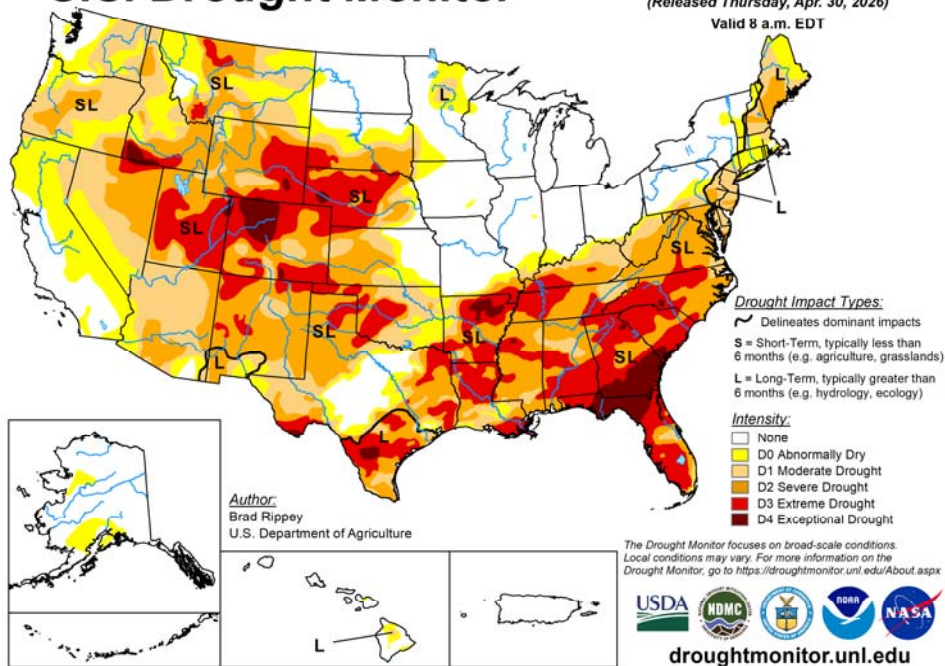 (Released Thursday, Apr. 30, 2026)
Valid 8 a.m. EDT
SL
SL
L
L
SL
SL
SL
L
SL
SL
SL
L
L
Drought Impact Types:
Delineates dominant impacts
S = Short-Term, typically less than
6 months (e.g. agriculture, grasslands)
L = Long-Term, typically greater than
6 months (e.g. hydrology, ecology)
Intensity:
None
D0 Abnormally Dry
D1 Moderate Drought
D2 Severe Drought
D3 Extreme Drought
D4 Exceptional Drought
Author:
Brad Rippey
U.S. Department of Agriculture
L
The Drought Monitor focuses on broad-scale conditions.
Local conditions may vary. For more information on the
Drought Monitor, go to https://droughtmonitor.unl.edu/About.aspx
USDA
NDMC
NOAA
NASA
droughtmonitor.unl.edu